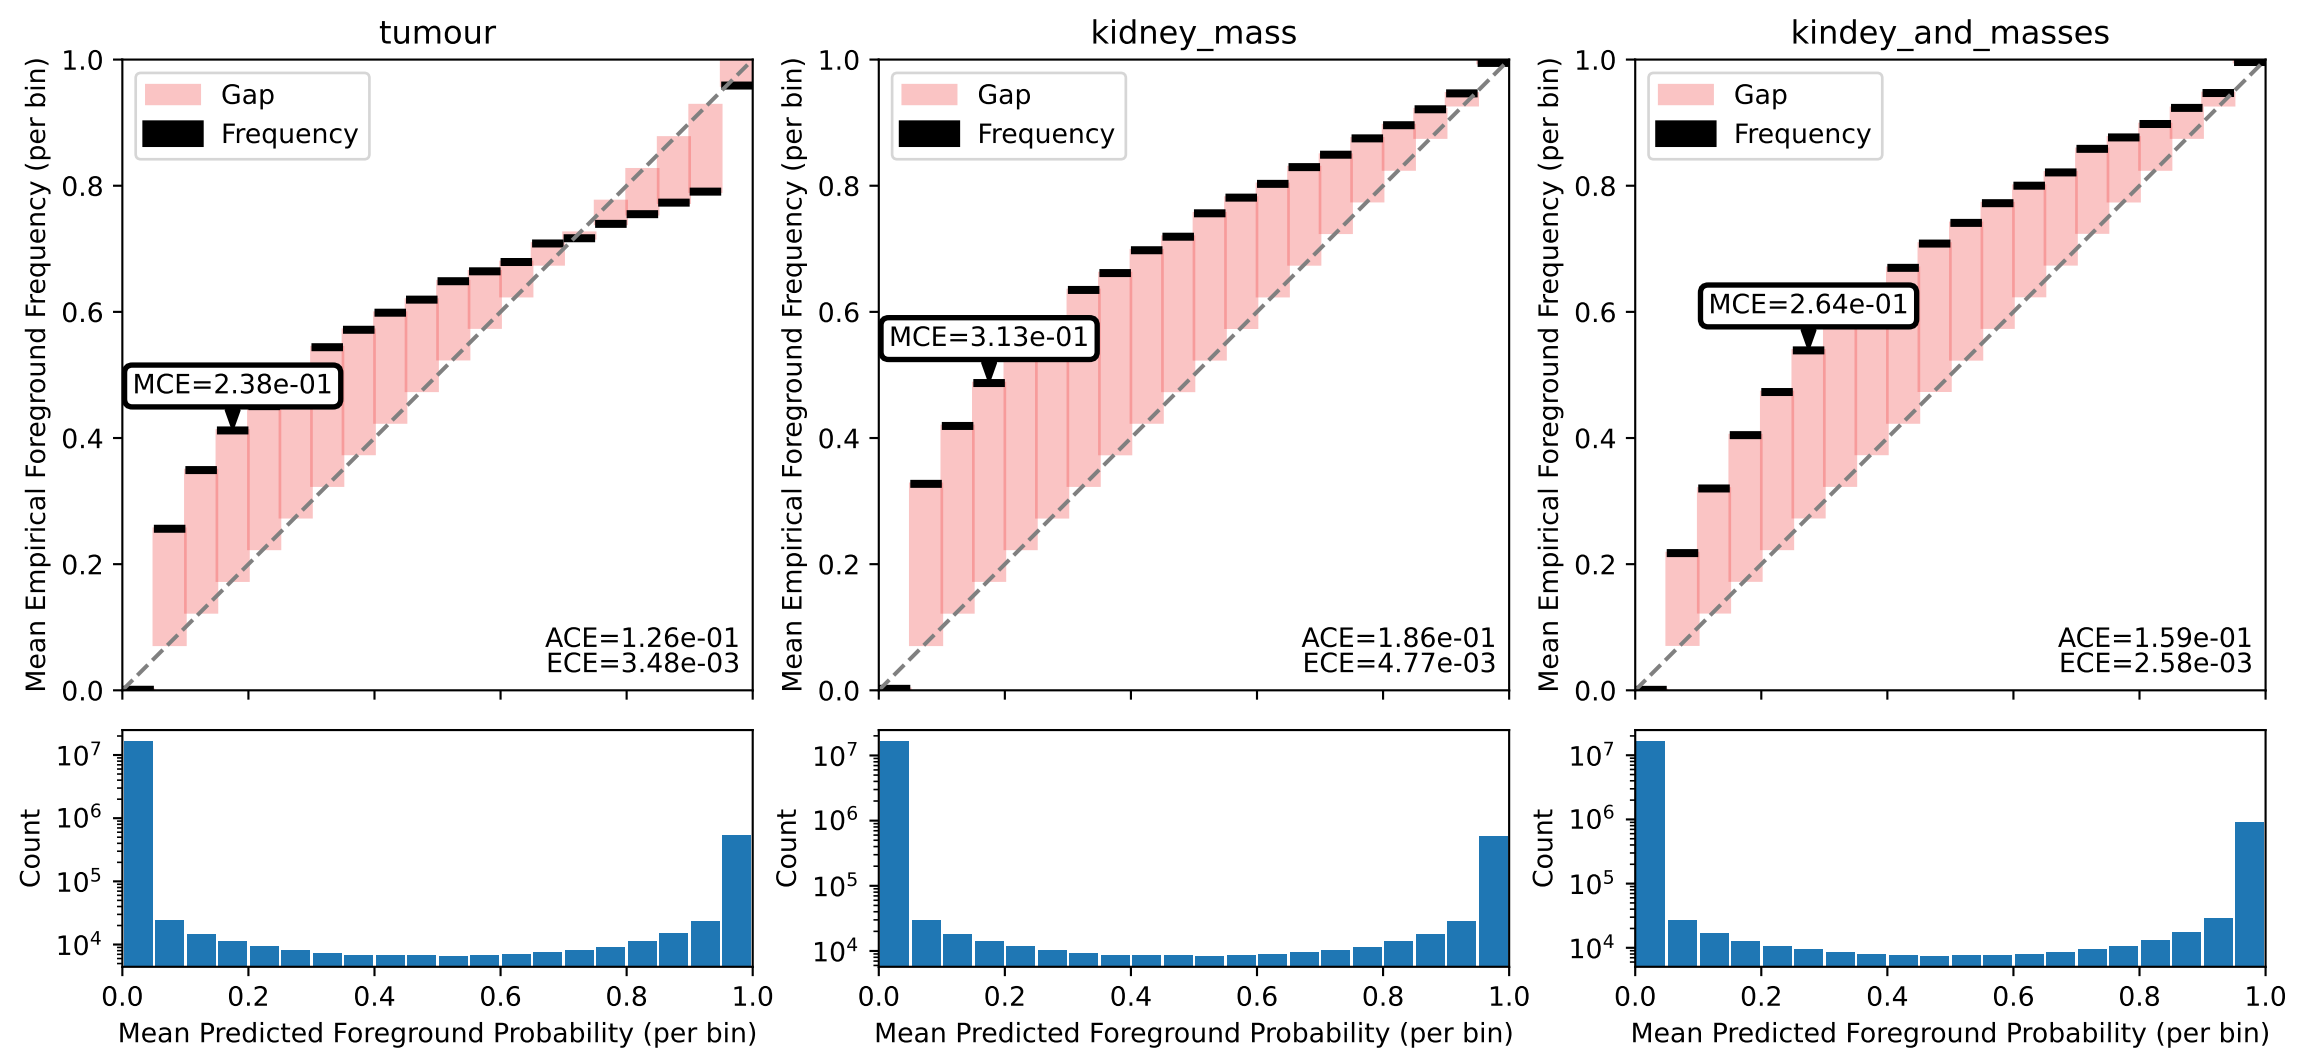 tumour
kidney_mass
kindey_and_masses
Mean Empirical Foreground Frequency (per bin)
1.0
0.8
0.6
0.4
0.2
0.0
Gap
Frequency
MCE=2.38e-01
ACE=1.26e-01
ECE=3.48e-03
Mean Empirical Foreground Frequency (per bin)
1.0
0.8
0.6
0.4
0.2
0.0
Gap
Frequency
MCE=3.13e-01
ACE=1.86e-01
ECE=4.77e-03
Mean Empirical Foreground Frequency (per bin)
1.0
0.8
0.6
0.4
0.2
0.0
Gap
Frequency
MCE=2.64e-01
ACE=1.59e-01
ECE=2.58e-03
Count
10⁷
10⁶
10⁵
10⁴
0.0 0.2 0.4 0.6 0.8 1.0
Mean Predicted Foreground Probability (per bin)
Count
10⁷
10⁶
10⁵
10⁴
0.0 0.2 0.4 0.6 0.8 1.0
Mean Predicted Foreground Probability (per bin)
Count
10⁷
10⁶
10⁵
10⁴
0.0 0.2 0.4 0.6 0.8 1.0
Mean Predicted Foreground Probability (per bin)